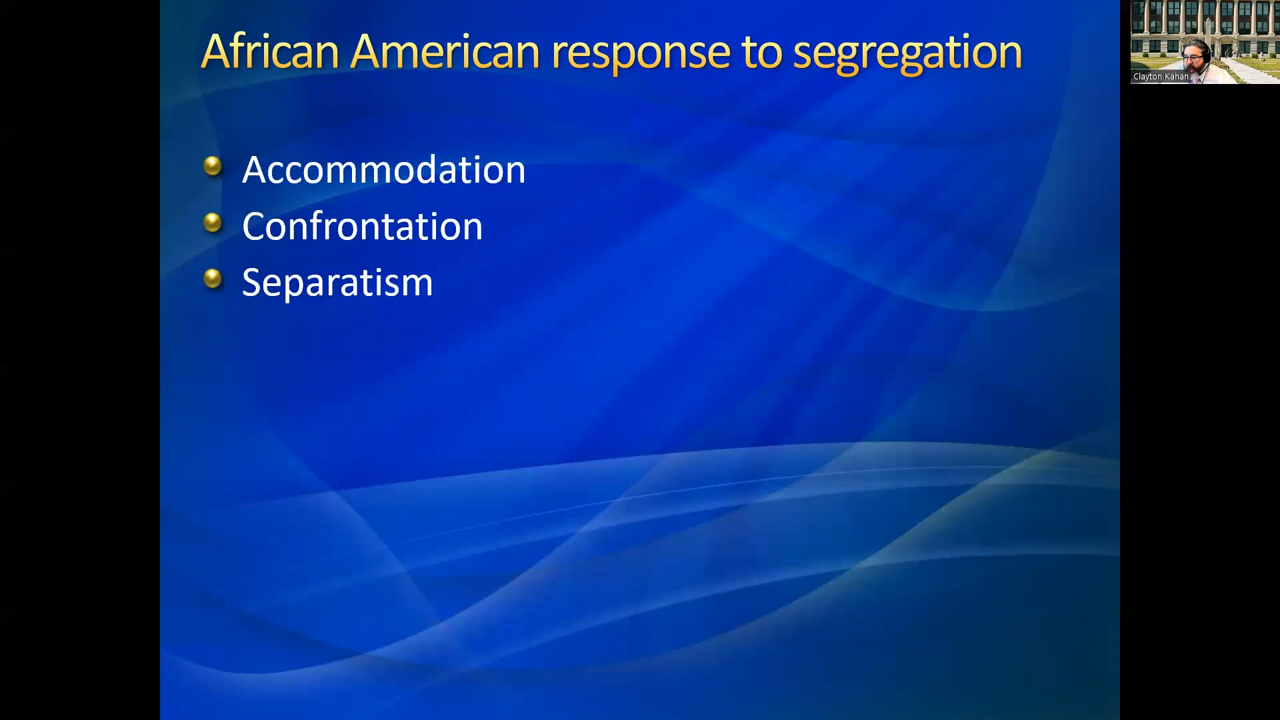 African American response to segregation
Clayton Kahan
Accommodation
Confrontation
Separatism